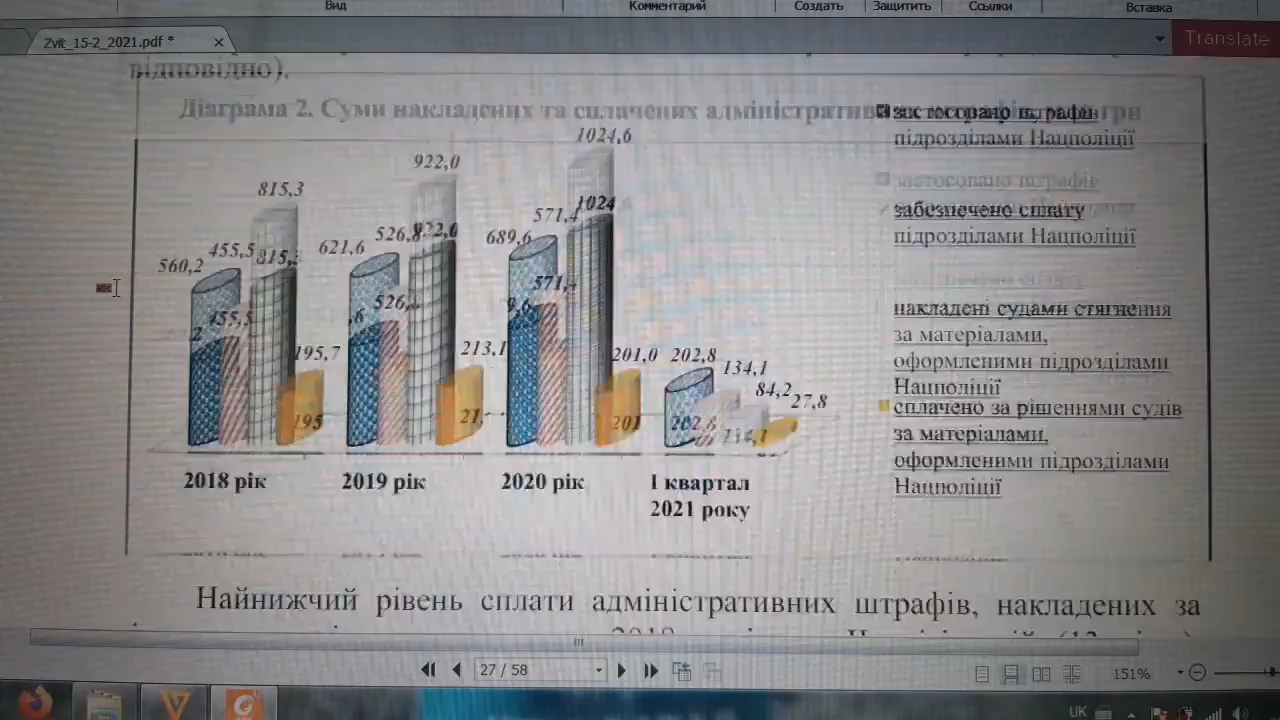 Вид
Комментарий
Создать
Защитить
Ссылки
Вставка
Zvit_15-2_2021.pdf *
Translate
відповідно).
Діаграма 2. Суми накладених та сплачених
застосовано штрафів
підрозділами Нацполіції
забезпечено сплату
підрозділами Нацполіції
накладені судами стягнення
за матеріалами,
оформленими підрозділами
Нацполіції
сплачено за рішеннями судів
за матеріалами,
оформленими підрозділами
Нацполіції
560,2 455,5 815,3 195,7
621,6 526,8 922,0 213,1
689,6 571,4 1024,6 201,0
202,8 134,1 84,2 27,8
2018 рік
2019 рік
2020 рік
І квартал
2021 року
Найнижчий рівень сплати адміністративних штрафів, накладених за
27 / 58
151%
UK